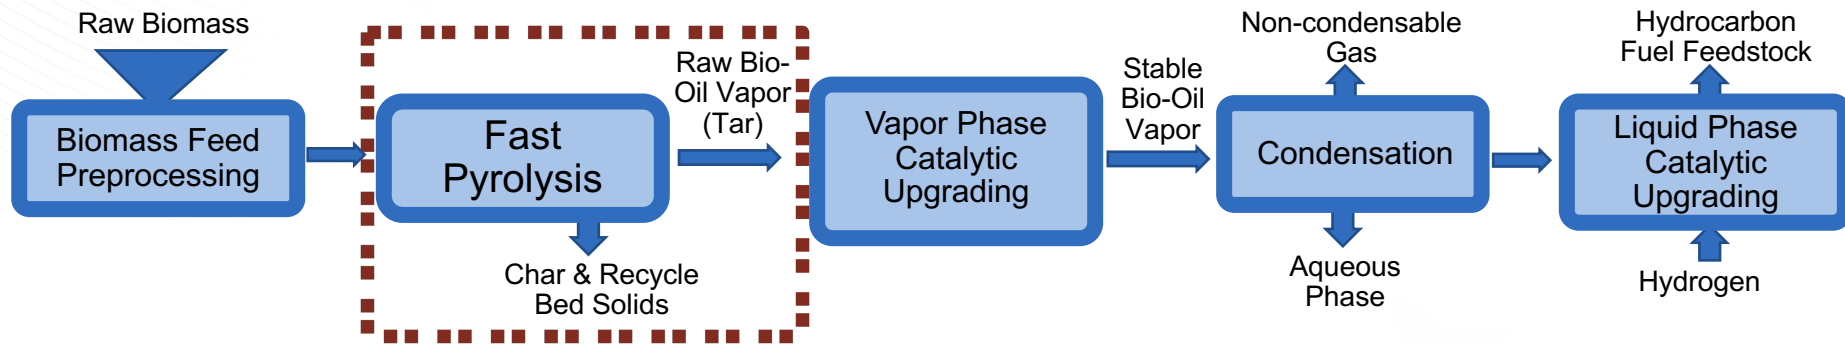 Raw Biomass
Biomass Feed
Preprocessing
Fast
Pyrolysis
Raw Bio-
Oil Vapor
(Tar)
Char & Recycle
Bed Solids
Vapor Phase
Catalytic
Upgrading
Stable
Bio-Oil
Vapor
Non-condensable
Gas
Condensation
Aqueous
Phase
Hydrocarbon
Fuel Feedstock
Liquid Phase
Catalytic
Upgrading
Hydrogen